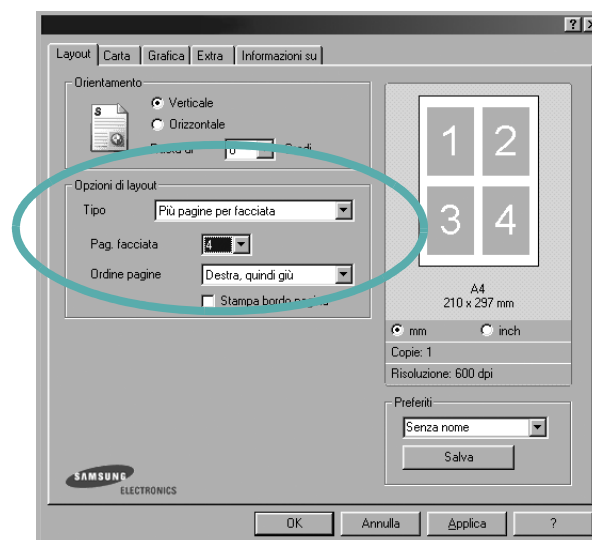 Layout Carta Grafica Extra Informazioni su
Orientamento
S
Verticale
Orizzontale
0
Opzioni di layout
Tipo Più pagine per facciata
Pag. facciata 4
Ordine pagine Destra, quindi giù
Stampa bordo pagina
1 2
3 4
A4
210 x 297 mm
mm inch
Copie: 1
Risoluzione: 600 dpi
Preferiti
Senza nome
Salva
SAMSUNG
ELECTRONICS
OK Annulla Applica ?